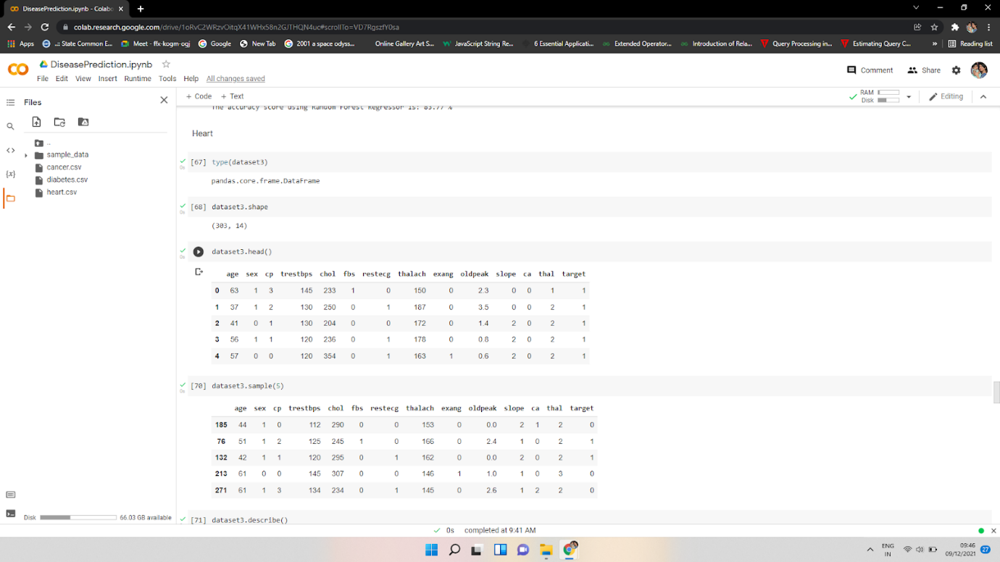 DiseasePrediction.ipynb - Colabo
colab.research.google.com/drive/1oRvC2WRzvOitqX41WHx58n2GJTHQN4uc#scrollTo=VD7RgszfY0sa
Apps ..: State Common E... Meet - ffx-kogm-ogj Google New Tab 2001 a space odyss... Online Gallery Art S... JavaScript String Re... 6 Essential Applicati... Extended Operator... Introduction of Rela... Query Processing in... Estimating Query C... » Reading list
DiseasePrediction.ipynb
Comment Share
File Edit View Insert Runtime Tools Help All changes saved
Files
+ Code + Text
RAM
Disk
Editing
The accuracy score using Random Forest Regressor is: 83.77 %
..
sample_data
cancer.csv
diabetes.csv
heart.csv
Heart
[67] type(dataset3)
0s
pandas.core.frame.DataFrame
[68] dataset3.shape
0s
(303, 14)
dataset3.head()
0s
age sex cp trestbps chol fbs restecg thalach exang oldpeak slope ca thal target
0 63 1 3 145 233 1 0 150 0 2.3 0 0 1 1
1 37 1 2 130 250 0 1 187 0 3.5 0 0 2 1
2 41 0 1 130 204 0 0 172 0 1.4 2 0 2 1
3 56 1 1 120 236 0 1 178 0 0.8 2 0 2 1
4 57 0 0 120 354 0 1 163 1 0.6 2 0 2 1
[70] dataset3.sample(5)
0s
age sex cp trestbps chol fbs restecg thalach exang oldpeak slope ca thal target
185 44 1 0 112 290 0 0 153 0 0.0 2 1 2 0
76 51 1 2 125 245 1 0 166 0 2.4 1 0 2 1
132 42 1 1 120 295 0 1 162 0 0.0 2 0 2 1
213 61 0 0 145 307 0 0 146 1 1.0 1 0 3 0
271 61 1 3 134 234 0 1 145 0 2.6 1 2 2 0
[71] dataset3.describe()
Disk 66.03 GB available
0s completed at 9:41 AM
ENG
IN
09:46
09/12/2021
27